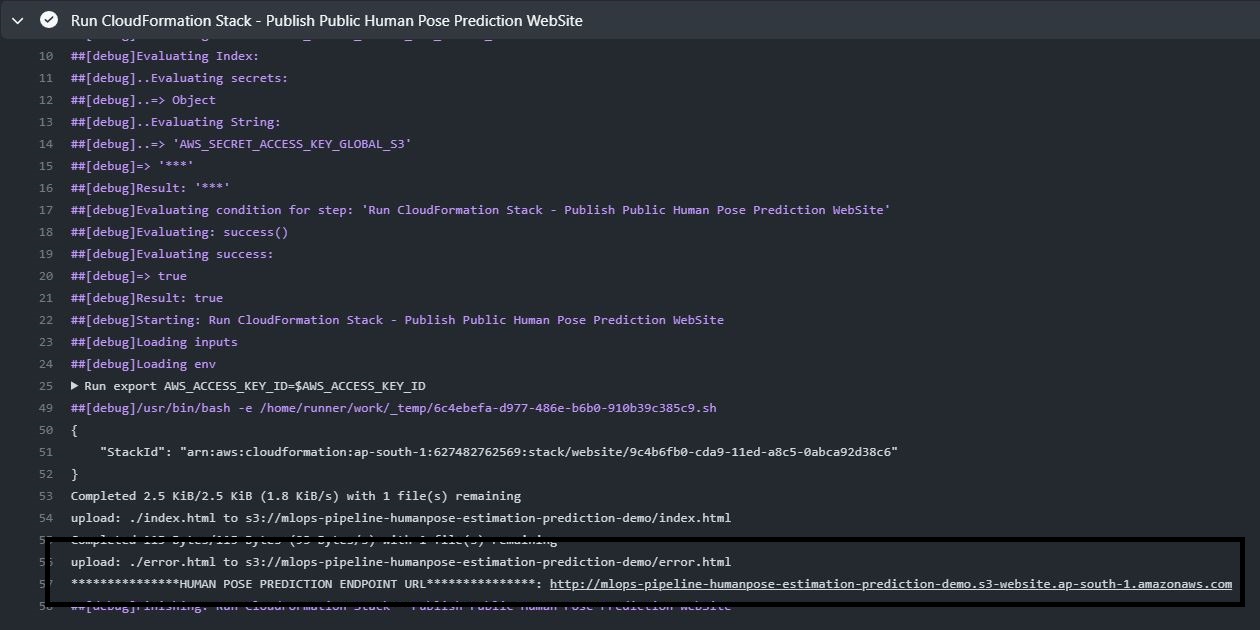 Run CloudFormation Stack - Publish Public Human Pose Prediction WebSite
10 ##[debug]Evaluating Index:
11 ##[debug]..Evaluating secrets:
12 ##[debug]..=> Object
13 ##[debug]..Evaluating String:
14 ##[debug]..=> 'AWS_SECRET_ACCESS_KEY_GLOBAL_S3'
15 ##[debug]=> '***'
16 ##[debug]Result: '***'
17 ##[debug]Evaluating condition for step: 'Run CloudFormation Stack - Publish Public Human Pose Prediction WebSite'
18 ##[debug]Evaluating: success()
19 ##[debug]Evaluating success:
20 ##[debug]=> true
21 ##[debug]Result: true
22 ##[debug]Starting: Run CloudFormation Stack - Publish Public Human Pose Prediction WebSite
23 ##[debug]Loading inputs
24 ##[debug]Loading env
25 ▶ Run export AWS_ACCESS_KEY_ID=$AWS_ACCESS_KEY_ID
49 ##[debug]/usr/bin/bash -e /home/runner/work/_temp/6c4ebefa-d977-486e-b6b0-910b39c385c9.sh
50 {
51 "StackId": "arn:aws:cloudformation:ap-south-1:627482762569:stack/website/9c4b6fb0-cda9-11ed-a8c5-0abca92d38c6"
52 }
53 Completed 2.5 KiB/2.5 KiB (1.8 KiB/s) with 1 file(s) remaining
54 upload: ./index.html to s3://mlops-pipeline-humanpose-estimation-prediction-demo/index.html
55 Completed 115 Bytes/115 Bytes with 1 file(s) remaining
56 upload: ./error.html to s3://mlops-pipeline-humanpose-estimation-prediction-demo/error.html
57 ***************HUMAN POSE PREDICTION ENDPOINT URL***************: http://mlops-pipeline-humanpose-estimation-prediction-demo.s3-website.ap-south-1.amazonaws.com
58 ##[debug]Finishing: Run CloudFormation Stack - Publish Public Human Pose Prediction WebSite